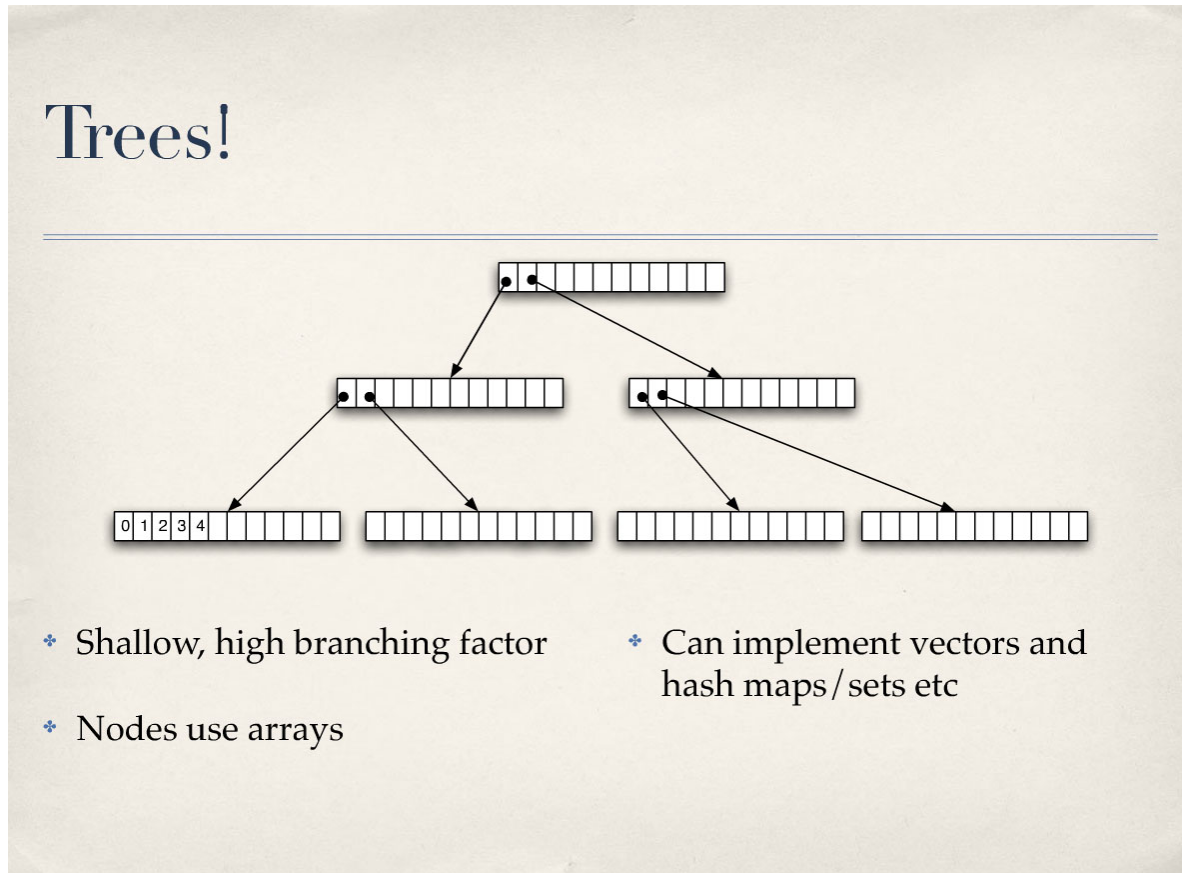 Trees!
0 1 2 3 4
✤ Shallow, high branching factor
✤ Nodes use arrays
✤ Can implement vectors and
hash maps/sets etc